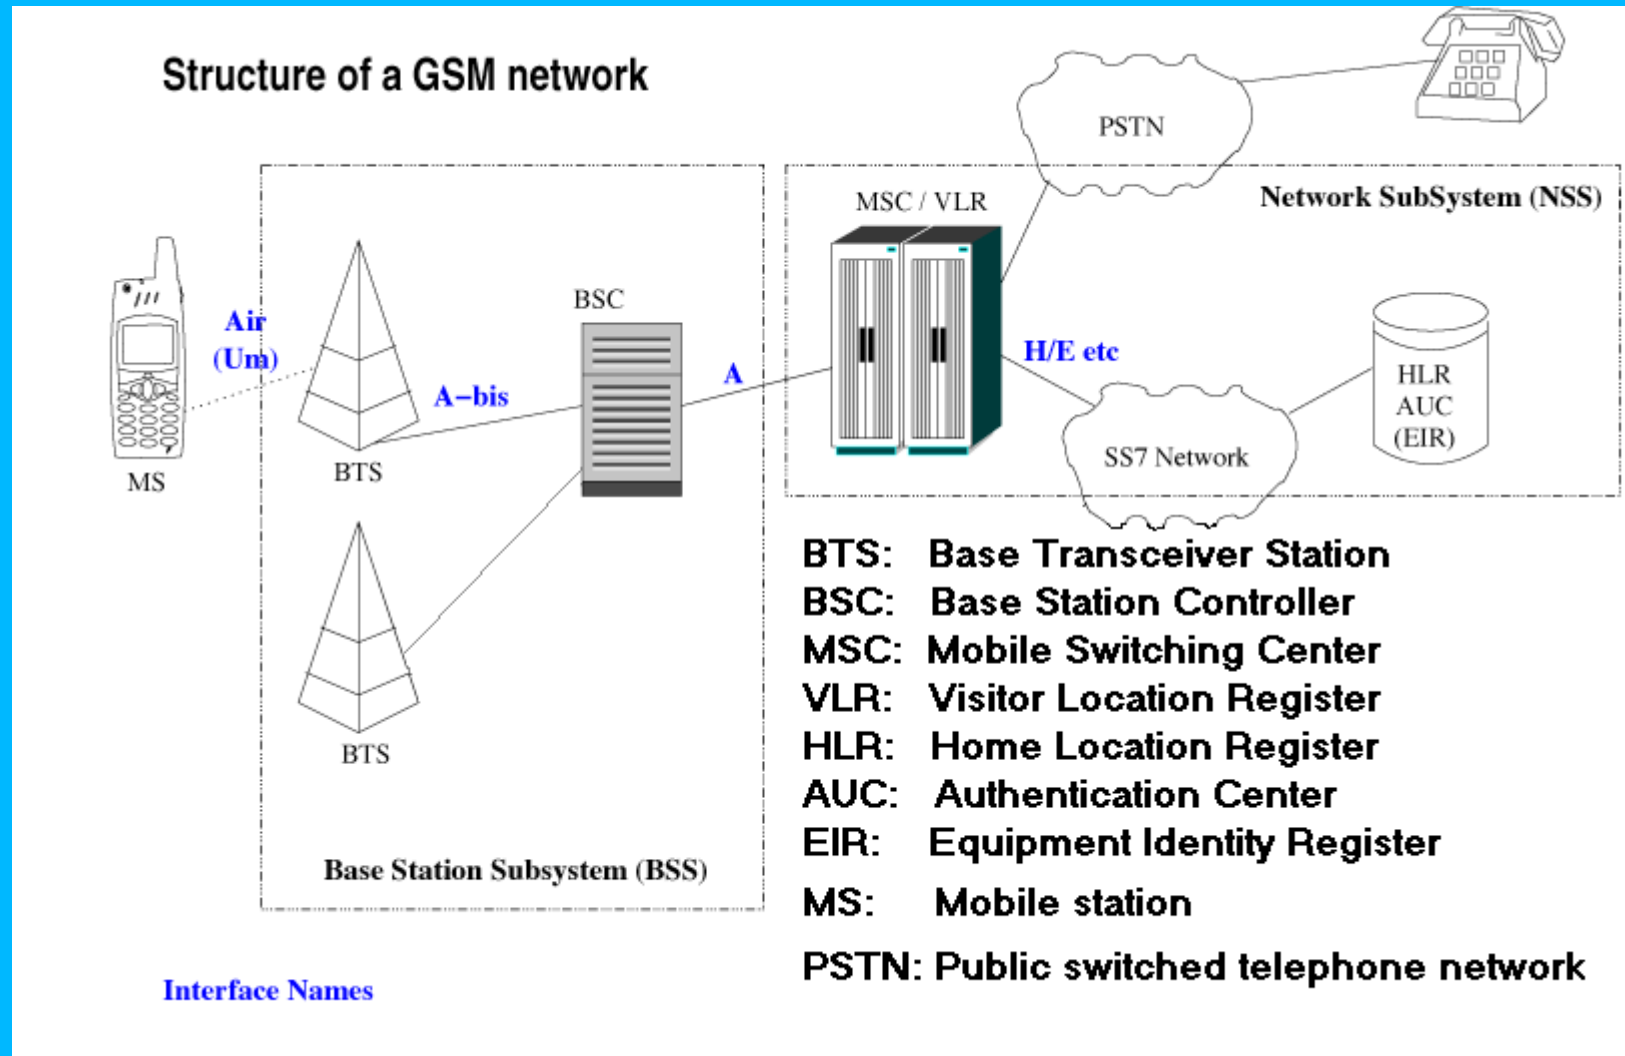 Structure of a GSM network
PSTN
MSC / VLR
Network SubSystem (NSS)
BSC
Air
(Um)
A-bis
A
H/E etc
HLR
AUC
(EIR)
SS7 Network
MS
BTS
BTS
Base Station Subsystem (BSS)
BTS: Base Transceiver Station
BSC: Base Station Controller
MSC: Mobile Switching Center
VLR: Visitor Location Register
HLR: Home Location Register
AUC: Authentication Center
EIR: Equipment Identity Register
MS: Mobile station
PSTN: Public switched telephone network
Interface Names